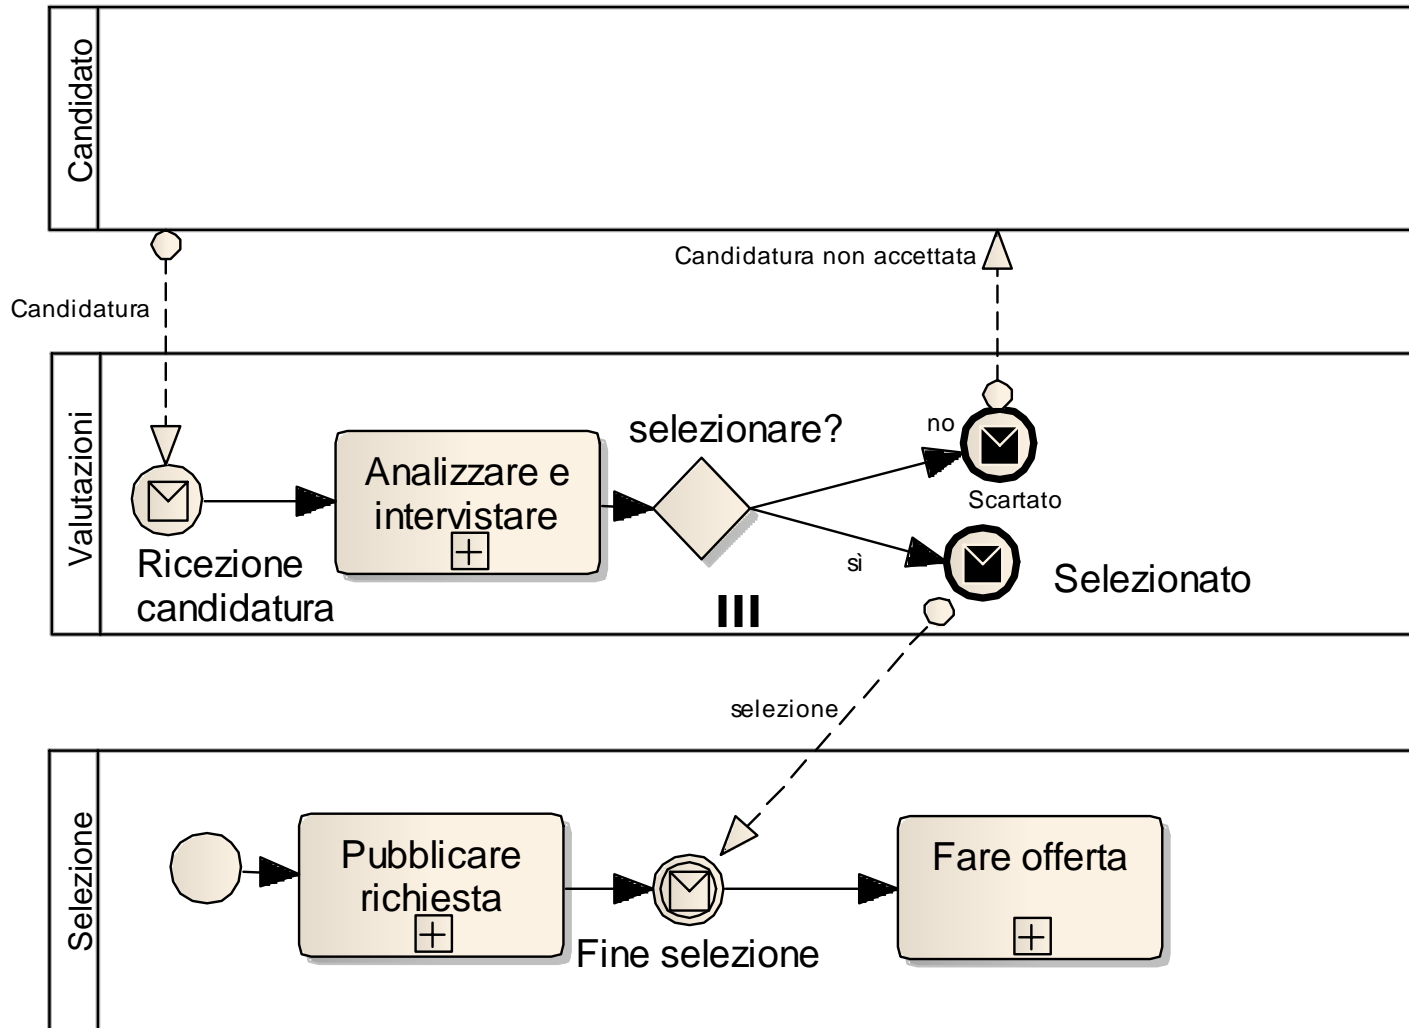 Candidato
Candidatura non accettata
Candidatura
Valutazioni
selezionare?
no
Analizzare e
intervistare
Scartato
sì
Ricezione
candidatura
Selezionato
selezione
Selezione
Pubblicare
richiesta
Fare offerta
Fine selezione